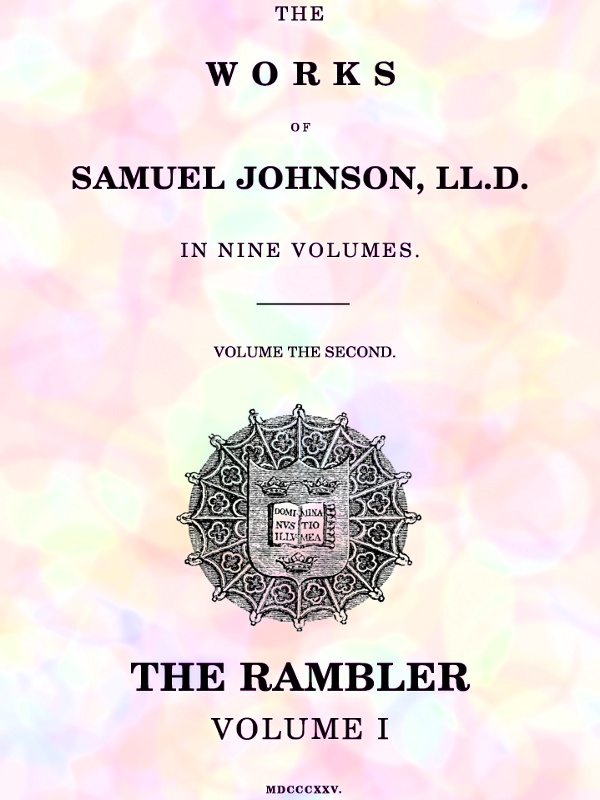 THE
WORKS
OF
SAMUEL JOHNSON, LL.D.
IN NINE VOLUMES.
VOLUME THE SECOND.
DOMI MINA
NVS TIO
ILLV MEA
THE RAMBLER
VOLUME I
MDCCCXXV.